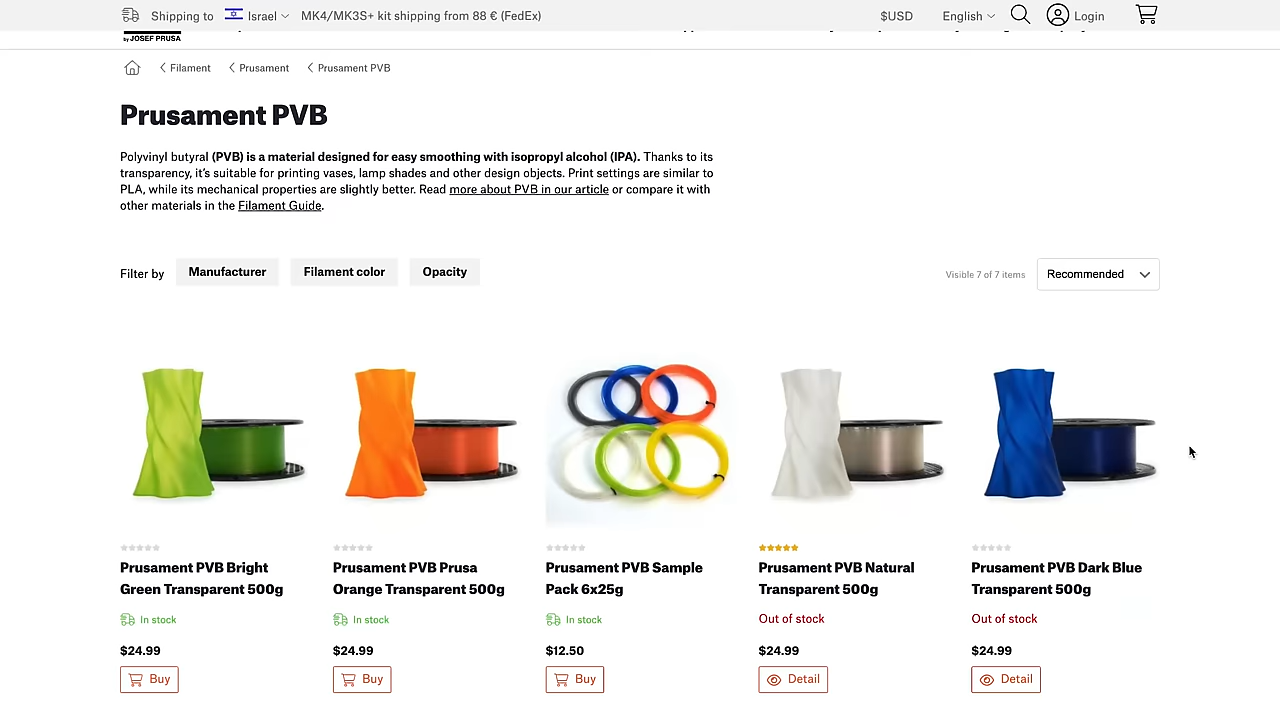 Shipping to Israel MK4/MK3S+ kit shipping from 88 € (FedEx) $USD English Login
by JOSEF PRUSA
Filament Prusament Prusament PVB
Prusament PVB
Polyvinyl butyral (PVB) is a material designed for easy smoothing with isopropyl alcohol (IPA). Thanks to its
transparency, it's suitable for printing vases, lamp shades and other design objects. Print settings are similar to
PLA, while its mechanical properties are slightly better. Read more about PVB in our article or compare it with
other materials in the Filament Guide.
Filter by Manufacturer Filament color Opacity Visible 7 of 7 items Recommended
Prusament PVB Bright
Green Transparent 500g
In stock
$24.99
Buy
Prusament PVB Prusa
Orange Transparent 500g
In stock
$24.99
Buy
Prusament PVB Sample
Pack 6x25g
In stock
$12.50
Buy
Prusament PVB Natural
Transparent 500g
Out of stock
$24.99
Detail
Prusament PVB Dark Blue
Transparent 500g
Out of stock
$24.99
Detail